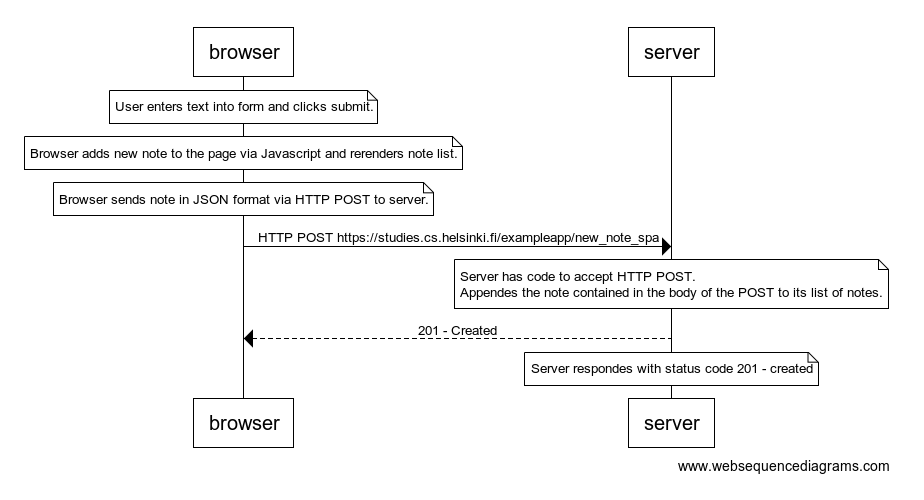 browser
server
User enters text into form and clicks submit.
Browser adds new note to the page via Javascript and rerenders note list.
Browser sends note in JSON format via HTTP POST to server.
HTTP POST https://studies.cs.helsinki.fi/exampleapp/new_note_spa
Server has code to accept HTTP POST.
Appendes the note contained in the body of the POST to its list of notes.
201 - Created
Server respondes with status code 201 - created
browser
server
www.websequencediagrams.com